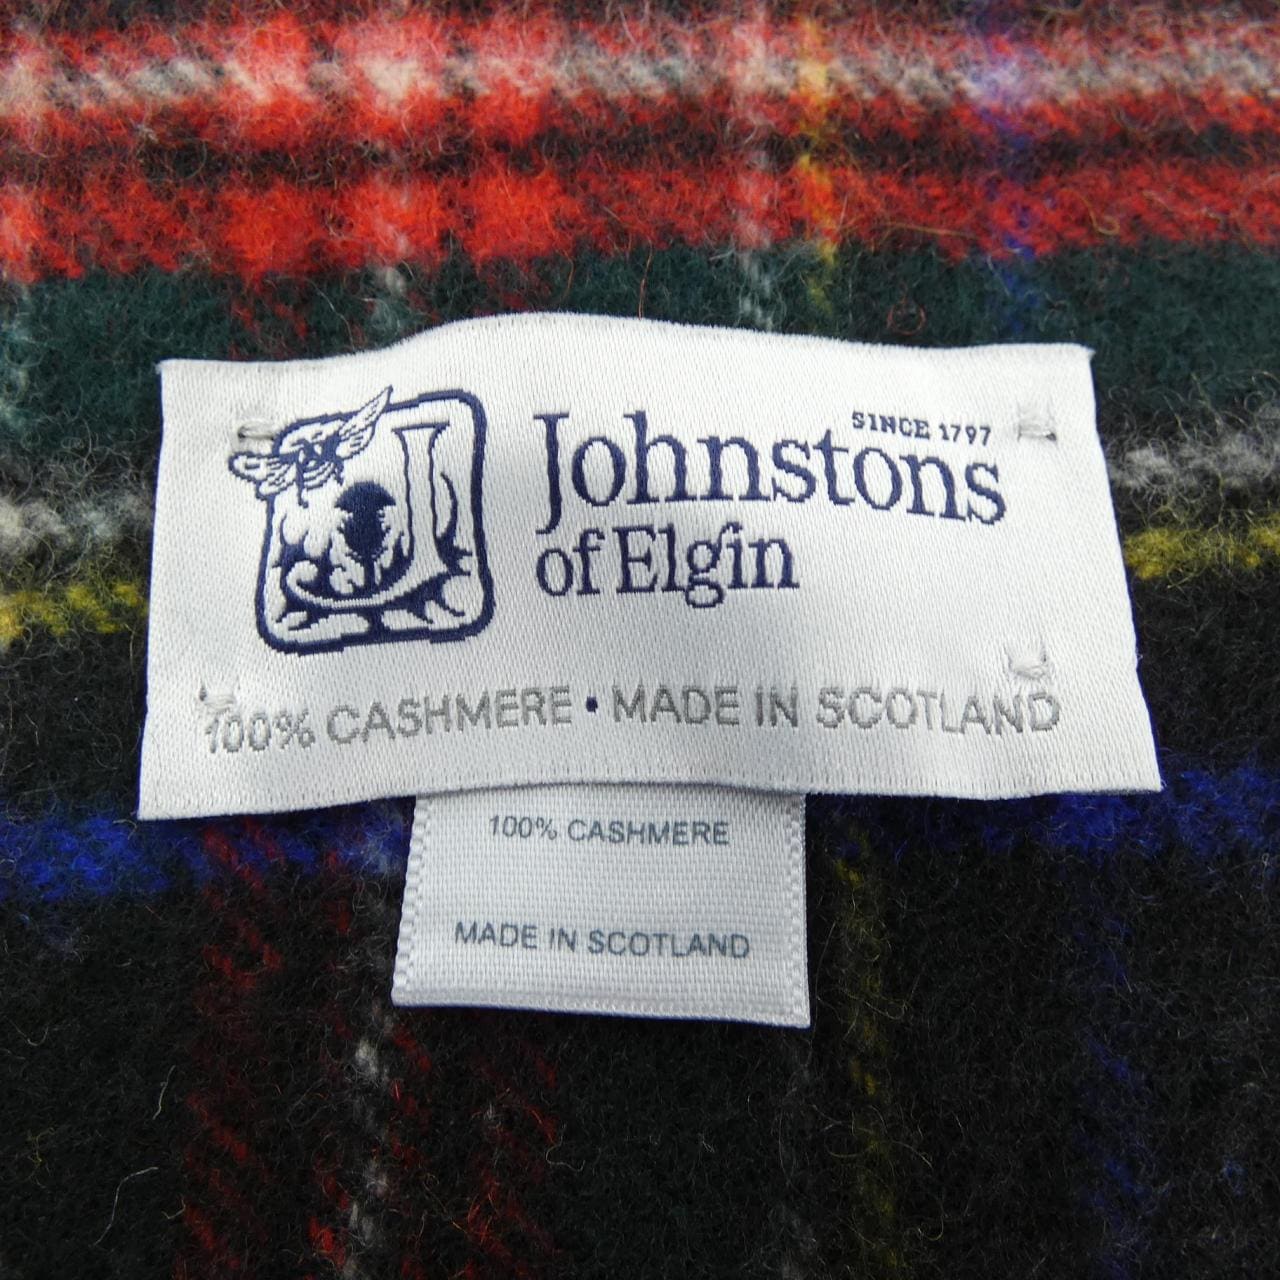 SINCE 1797
Johnstons
of Elgin
100% CASHMERE • MADE IN SCOTLAND
100% CASHMERE
MADE IN SCOTLAND